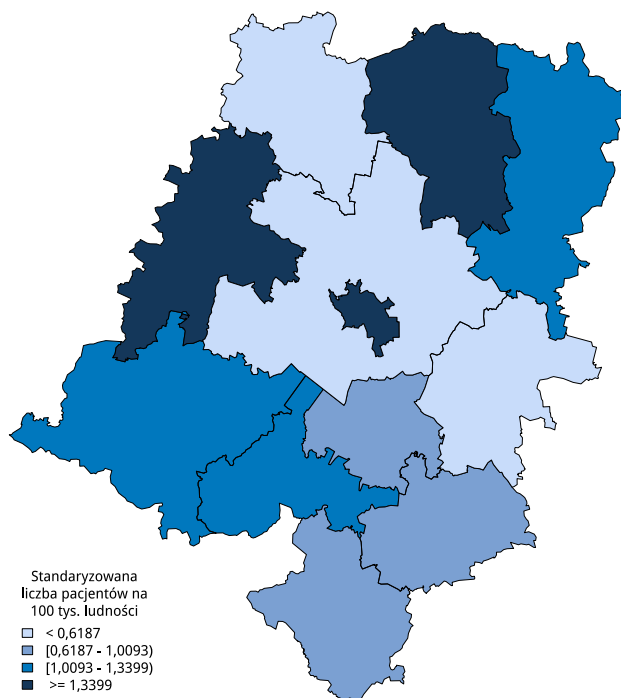 Standaryzowana
liczba pacjentów na
100 tys. ludności
< 0,6187
[0,6187 - 1,0093)
[1,0093 - 1,3399)
>= 1,3399